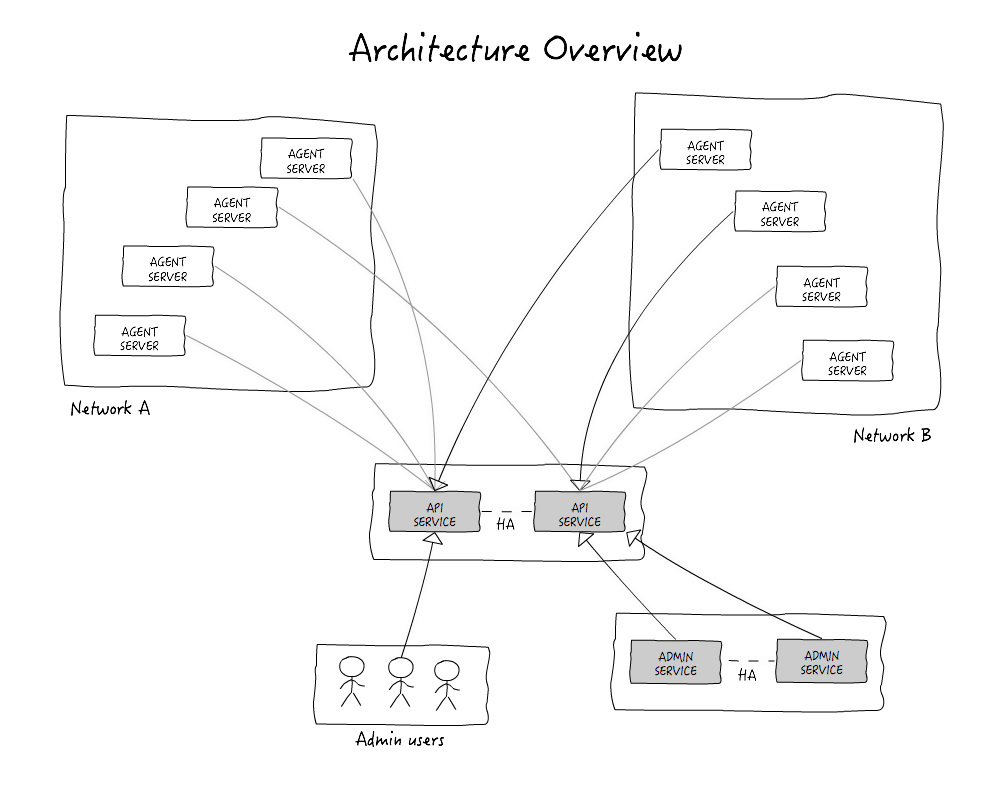 Architecture Overview
AGENT
SERVER
AGENT
SERVER
AGENT
SERVER
AGENT
SERVER
Network A
AGENT
SERVER
AGENT
SERVER
AGENT
SERVER
AGENT
SERVER
Network B
API
SERVICE
HA
API
SERVICE
Admin users
ADMIN
SERVICE
HA
ADMIN
SERVICE